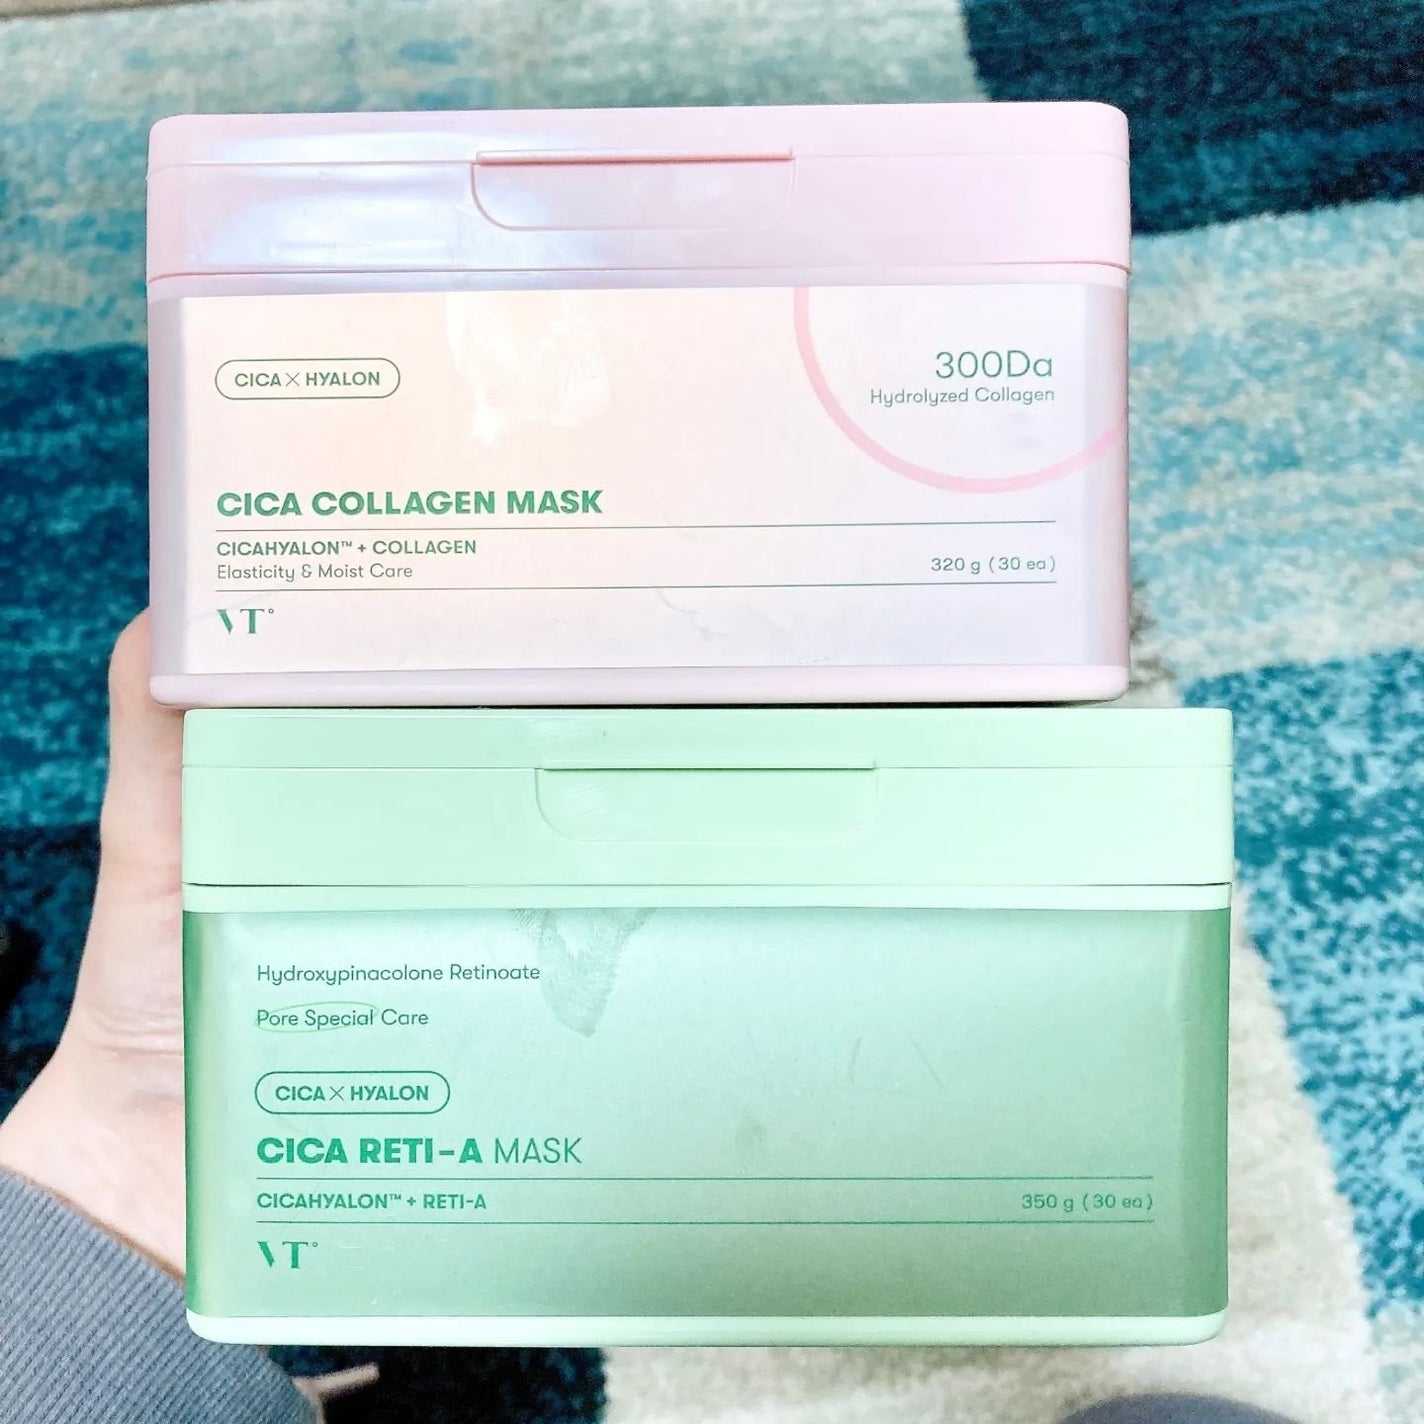 CICA×HYALON
300Da
Hydrolyzed Collagen
CICA COLLAGEN MASK
CICAHYALON™ + COLLAGEN
Elasticity & Moist Care
320 g (30 ea)
VT°
Hydroxypinacolone Retinoate
Pore Special Care
CICA×HYALON
CICA RETI-A MASK
CICAHYALON™ + RETI-A
350 g (30 ea)
VT°